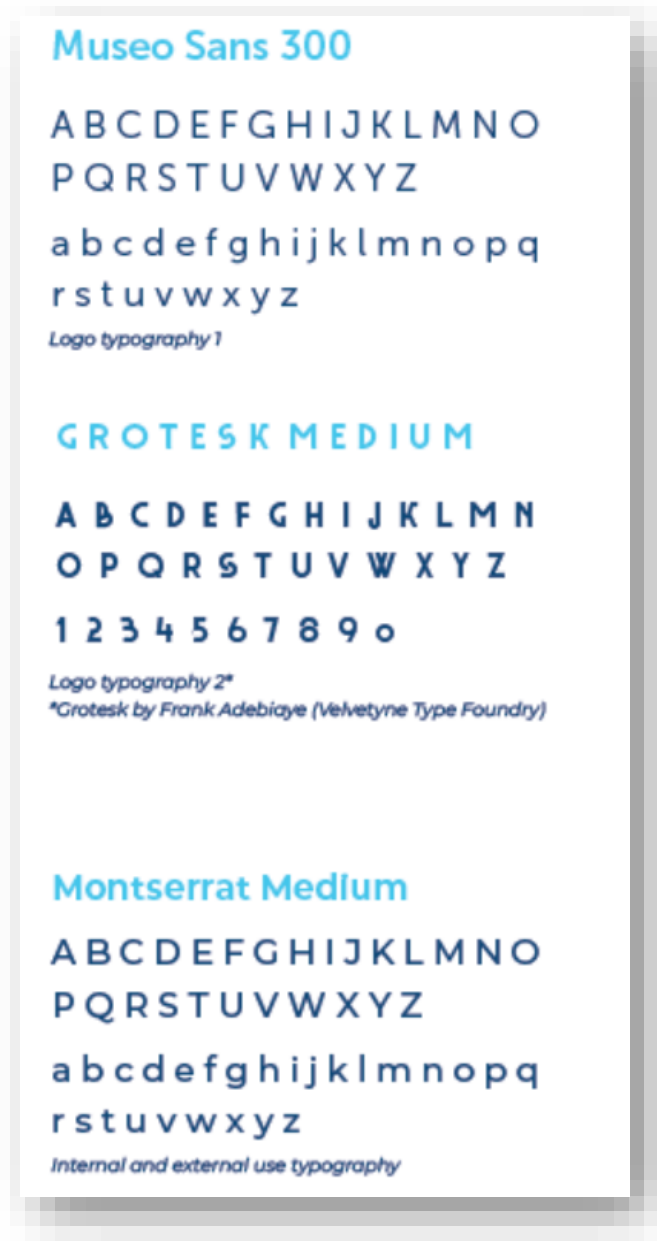 Museo Sans 300
A B C D E F G H I J K L M N O
P Q R S T U V W X Y Z
a b c d e f g h i j k l m n o p q
r s t u v w x y z
Logo typography 1
GROTESK MEDIUM
A B C D E F G H I J K L M N
O P Q R S T U V W X Y Z
1 2 3 4 5 6 7 8 9 0
Logo typography 2*
*Grotesk by Frank Adebiaye (Velvetyne Type Foundry)
Montserrat Medium
A B C D E F G H I J K L M N O
P Q R S T U V W X Y Z
a b c d e f g h i j k l m n o p q
r s t u v w x y z
Internal and external use typography